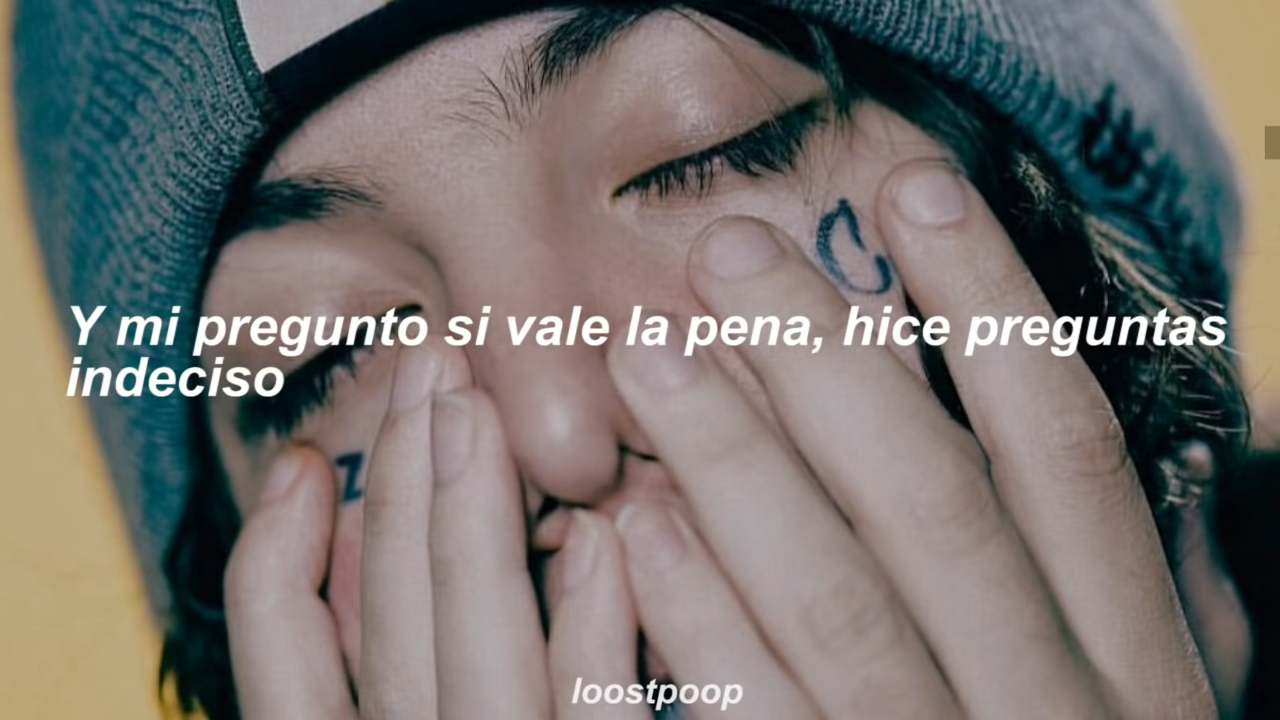 Y mi pregunto si vale la pena, hice preguntas
indeciso
z
loostpoop